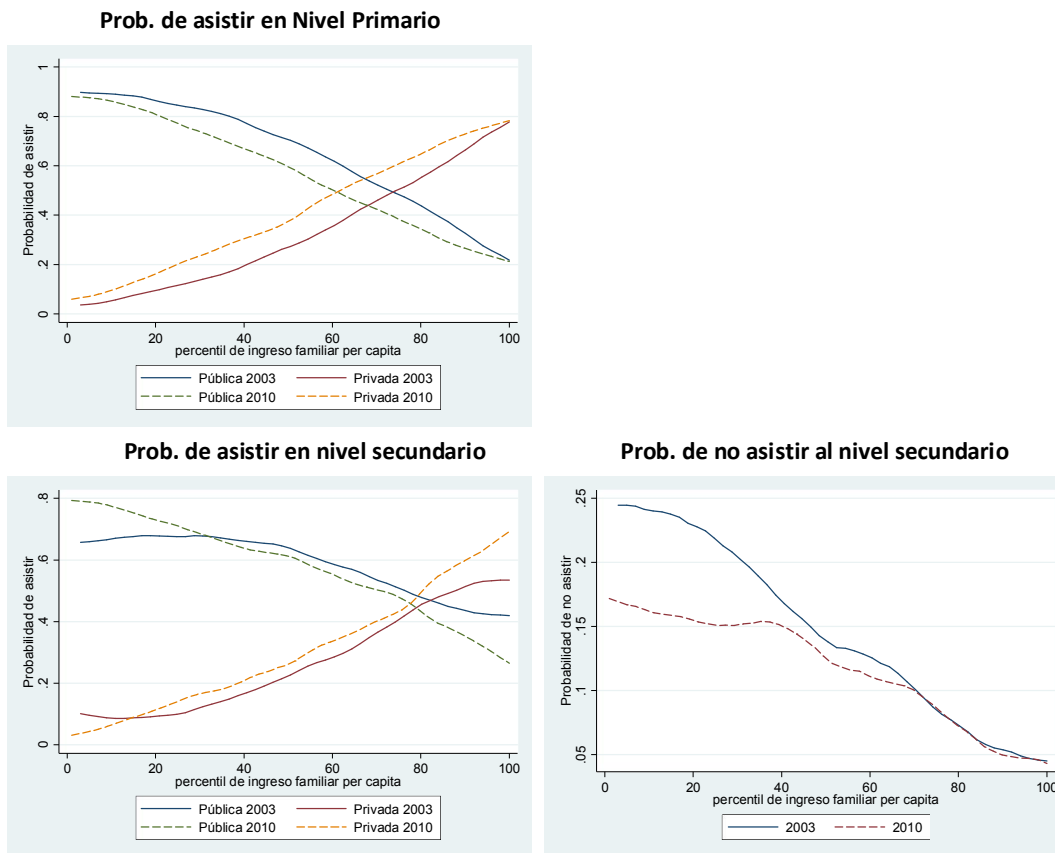 Prob. de asistir en Nivel Primario
Probabilidad de asistir
1
.8
.6
.4
.2
0
0 20 40 60 80 100
percentil de ingreso familiar per capita
Pública 2003 Privada 2003
Pública 2010 Privada 2010
Prob. de asistir en nivel secundario
Probabilidad de asistir
.8
.6
.4
.2
0
0 20 40 60 80 100
percentil de ingreso familiar per capita
Pública 2003 Privada 2003
Pública 2010 Privada 2010
Prob. de no asistir al nivel secundario
Probabilidad de no asistir
.25
.2
.15
.1
.05
0 20 40 60 80 100
percentil de ingreso familiar per capita
2003 2010